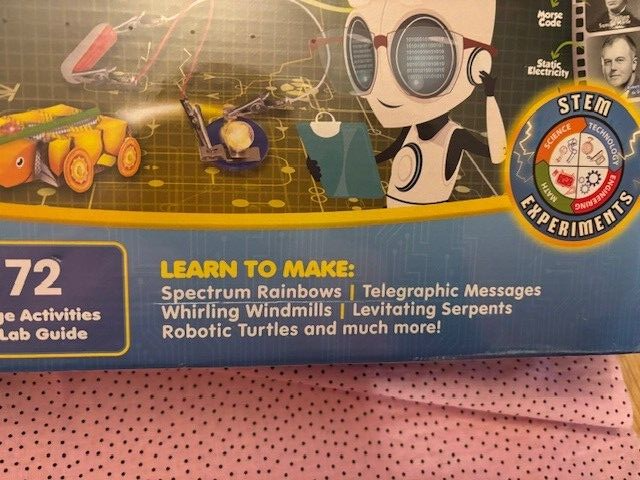 Morse
Code
Static
Electricity
STEM
SCIENCE
TECHNOLOGY
ENGINEERING
MATH
EXPERIMENTS
72
ge Activities
Lab Guide
LEARN TO MAKE:
Spectrum Rainbows | Telegraphic Messages
Whirling Windmills | Levitating Serpents
Robotic Turtles and much more!